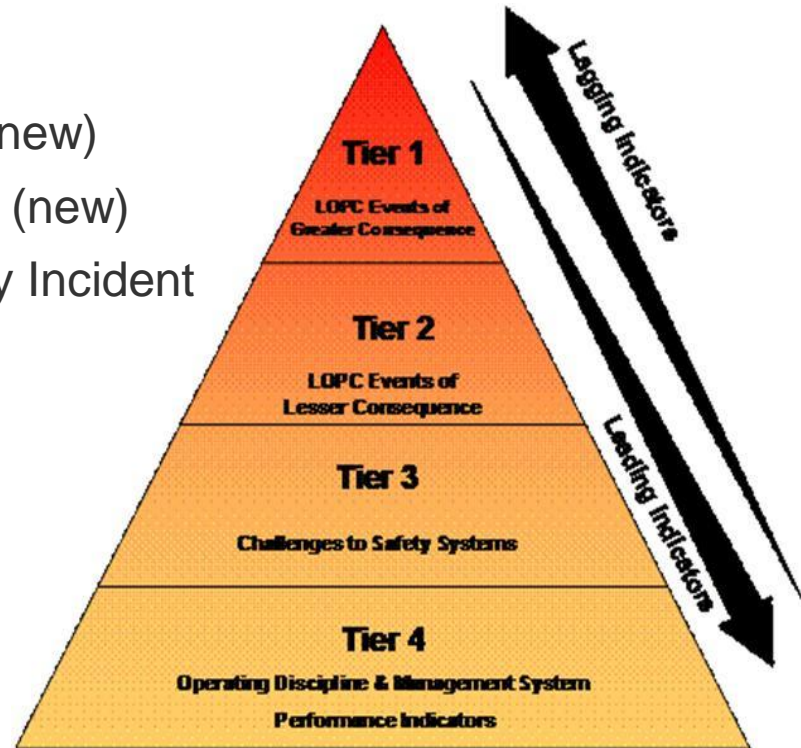 new)
(new)
y Incident
Tier 1
LOPC Events of
Greater Consequence
Tier 2
LOPC Events of
Lesser Consequence
Tier 3
Challenges to Safety Systems
Tier 4
Operating Discipline & Management System
Performance Indicators
Lagging Indicators
Leading Indicators